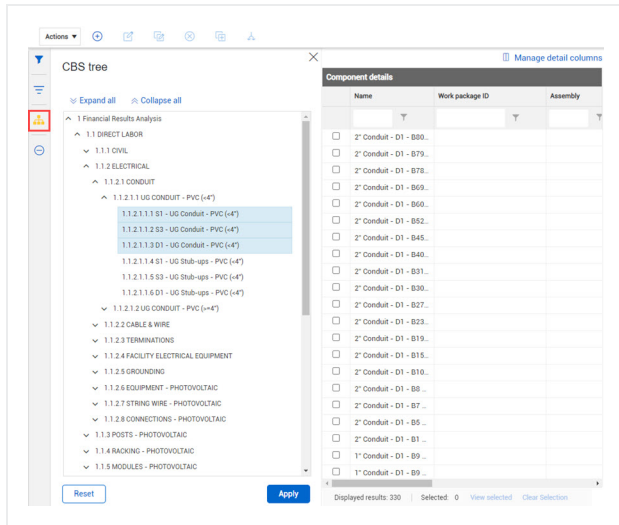 Actions ▼
Manage detail columns
CBS tree
Expand all Collapse all
1 Financial Results Analysis
1.1 DIRECT LABOR
1.1.1 CIVIL
1.1.2 ELECTRICAL
1.1.2.1 CONDUIT
1.1.2.1.1 UG CONDUIT - PVC (<4")
1.1.2.1.1.1 S1 - UG Conduit - PVC (<4")
1.1.2.1.1.2 S3 - UG Conduit - PVC (<4")
1.1.2.1.1.3 D1 - UG Conduit - PVC (<4")
1.1.2.1.1.4 S1 - UG Stub-ups - PVC (<4")
1.1.2.1.1.5 S3 - UG Stub-ups - PVC (<4")
1.1.2.1.1.6 D1 - UG Stub-ups - PVC (<4")
1.1.2.1.2 UG CONDUIT - PVC (>=4")
1.1.2.2 CABLE & WIRE
1.1.2.3 TERMINATIONS
1.1.2.4 FACILITY ELECTRICAL EQUIPMENT
1.1.2.5 GROUNDING
1.1.2.6 EQUIPMENT - PHOTOVOLTAIC
1.1.2.7 STRING WIRE - PHOTOVOLTAIC
1.1.2.8 CONNECTIONS - PHOTOVOLTAIC
1.1.3 POSTS - PHOTOVOLTAIC
1.1.4 RACKING - PHOTOVOLTAIC
1.1.5 MODULES - PHOTOVOLTAIC
Reset Apply
Component details
Name Work package ID Assembly
2" Conduit - D1 - B80...
2" Conduit - D1 - B79...
2" Conduit - D1 - B78...
2" Conduit - D1 - B69...
2" Conduit - D1 - B60...
2" Conduit - D1 - B52...
2" Conduit - D1 - B45...
2" Conduit - D1 - B40...
2" Conduit - D1 - B31...
2" Conduit - D1 - B30...
2" Conduit - D1 - B27...
2" Conduit - D1 - B23...
2" Conduit - D1 - B19...
2" Conduit - D1 - B15...
2" Conduit - D1 - B10...
2" Conduit - D1 - B8 ...
2" Conduit - D1 - B7 ...
2" Conduit - D1 - B5 ...
2" Conduit - D1 - B1 ...
1" Conduit - D1 - B9 ...
1" Conduit - D1 - B9 ...
Displayed results: 330 Selected: 0 View selected Clear Selection